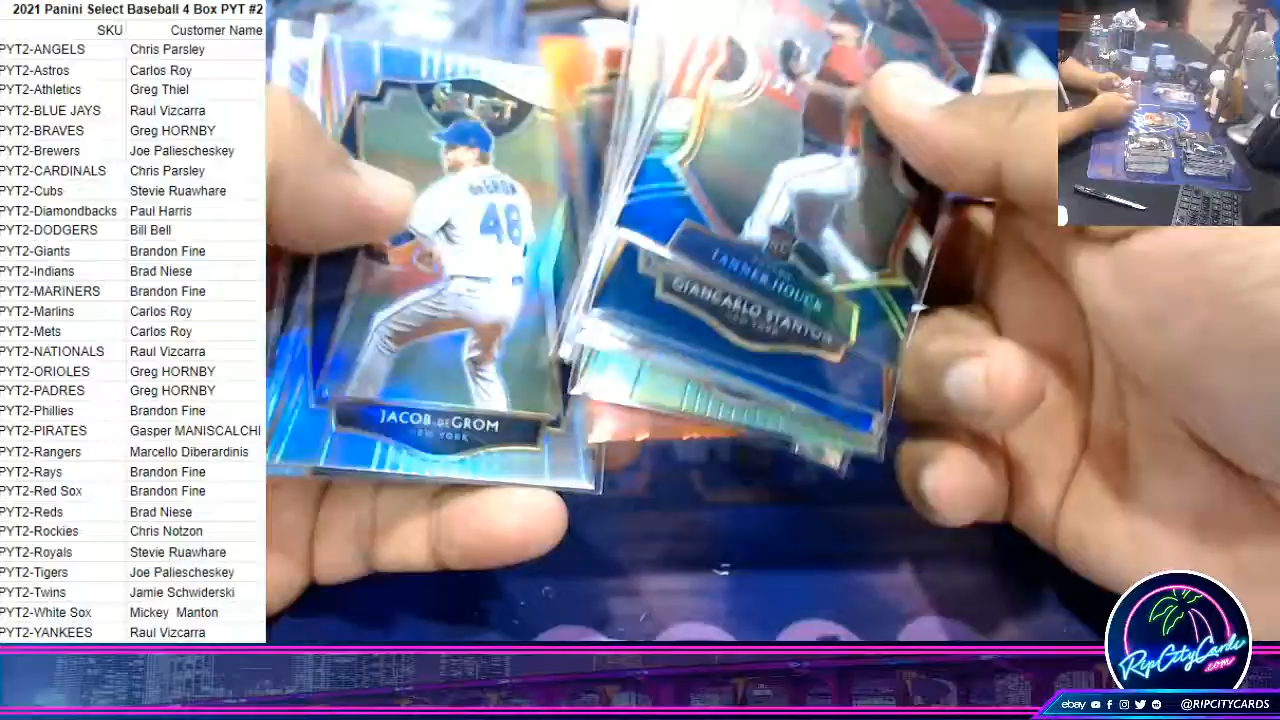 2021 Panini Select Baseball 4 Box PYT #2
SKU Customer Name
PYT2-ANGELS Chris Parsley
PYT2-Astros Carlos Roy
PYT2-Athletics Greg Thiel
PYT2-BLUE JAYS Raul Vizcarra
PYT2-BRAVES Greg HORNBY
PYT2-Brewers Joe Paliescheskey
PYT2-CARDINALS Chris Parsley
PYT2-Cubs Stevie Ruawhare
PYT2-Diamondbacks Paul Harris
PYT2-DODGERS Bill Bell
PYT2-Giants Brandon Fine
PYT2-Indians Brad Niese
PYT2-MARINERS Brandon Fine
PYT2-Marlins Carlos Roy
PYT2-Mets Carlos Roy
PYT2-NATIONALS Raul Vizcarra
PYT2-ORIOLES Greg HORNBY
PYT2-PADRES Greg HORNBY
PYT2-Phillies Brandon Fine
PYT2-PIRATES Gasper MANISCALCHI
PYT2-Rangers Marcello Diberardinis
PYT2-Rays Brandon Fine
PYT2-Red Sox Brandon Fine
PYT2-Reds Brad Niese
PYT2-Rockies Chris Notzon
PYT2-Royals Stevie Ruawhare
PYT2-Tigers Joe Paliescheskey
PYT2-Twins Jamie Schwiderski
PYT2-White Sox Mickey Manton
PYT2-YANKEES Raul Vizcarra
SELECT
deGROM
48
JACOB deGROM
NEW YORK
TANNER HOUCK
GIANCARLO STANTON
NEW YORK
RipCityCards
.com
ebay @RIPCITYCARDS